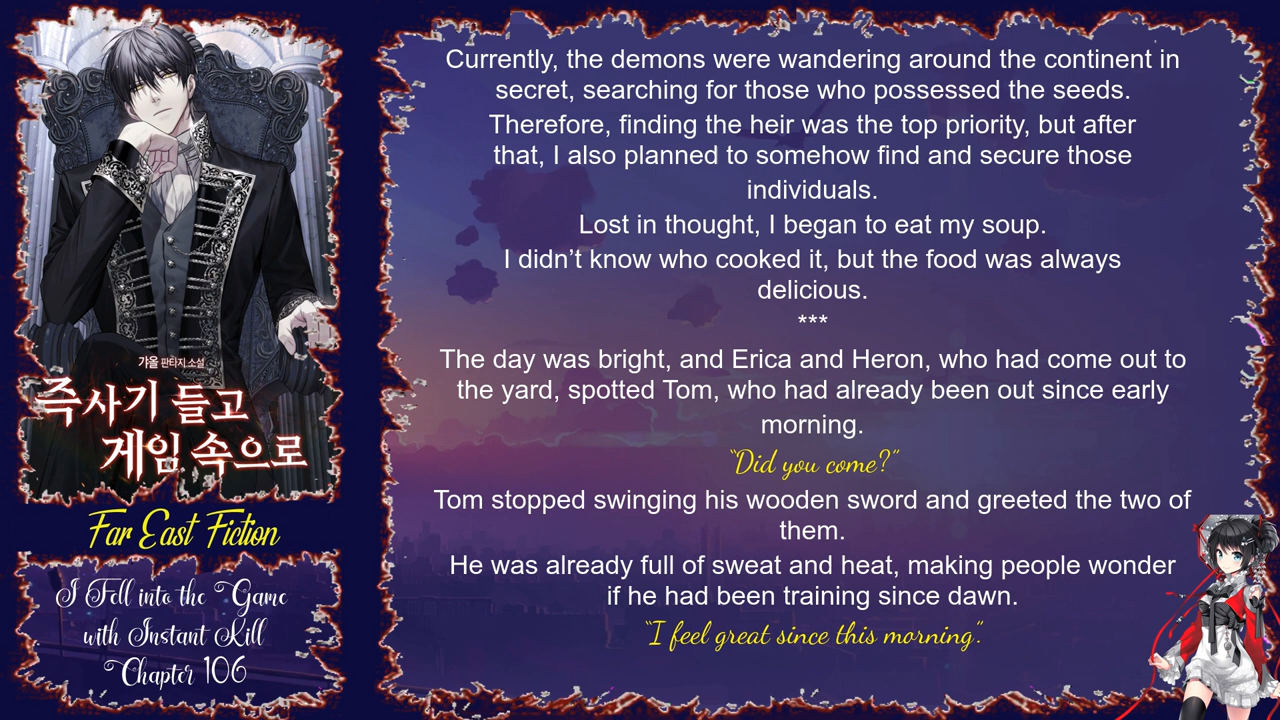 갸올 판타지 소설
즉사기 들고
게임 속으로
Far East Fiction
I Fell into the Game
with Instant Kill
Chapter 106
Currently, the demons were wandering around the continent in
secret, searching for those who possessed the seeds.
Therefore, finding the heir was the top priority, but after
that, I also planned to somehow find and secure those
individuals.
Lost in thought, I began to eat my soup.
I didn’t know who cooked it, but the food was always
delicious.
***
The day was bright, and Erica and Heron, who had come out to
the yard, spotted Tom, who had already been out since early
morning.
“Did you come?”
Tom stopped swinging his wooden sword and greeted the two of
them.
He was already full of sweat and heat, making people wonder
if he had been training since dawn.
“I feel great since this morning.”